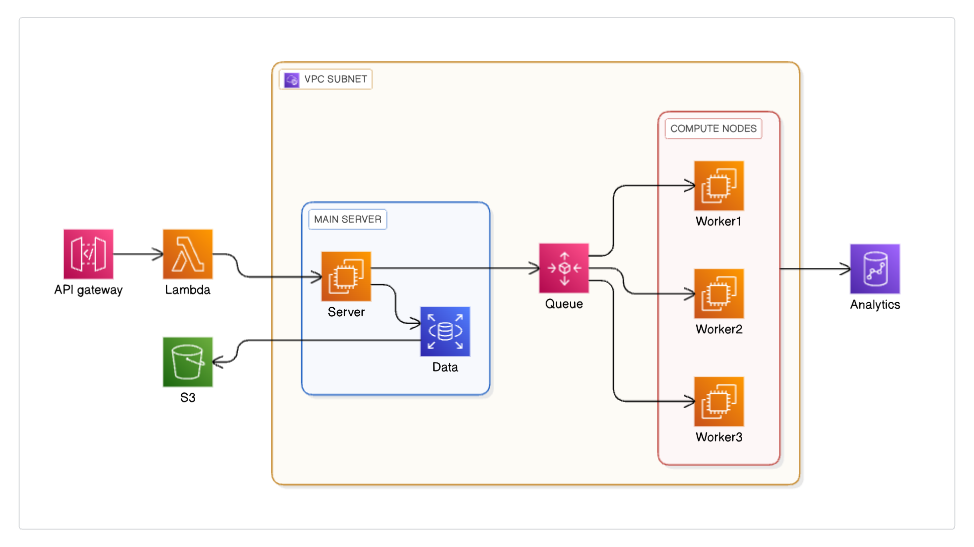 VPC SUBNET
COMPUTE NODES
Worker1
MAIN SERVER
API gateway
Lambda
Server
Queue
Analytics
Worker2
Data
S3
Worker3